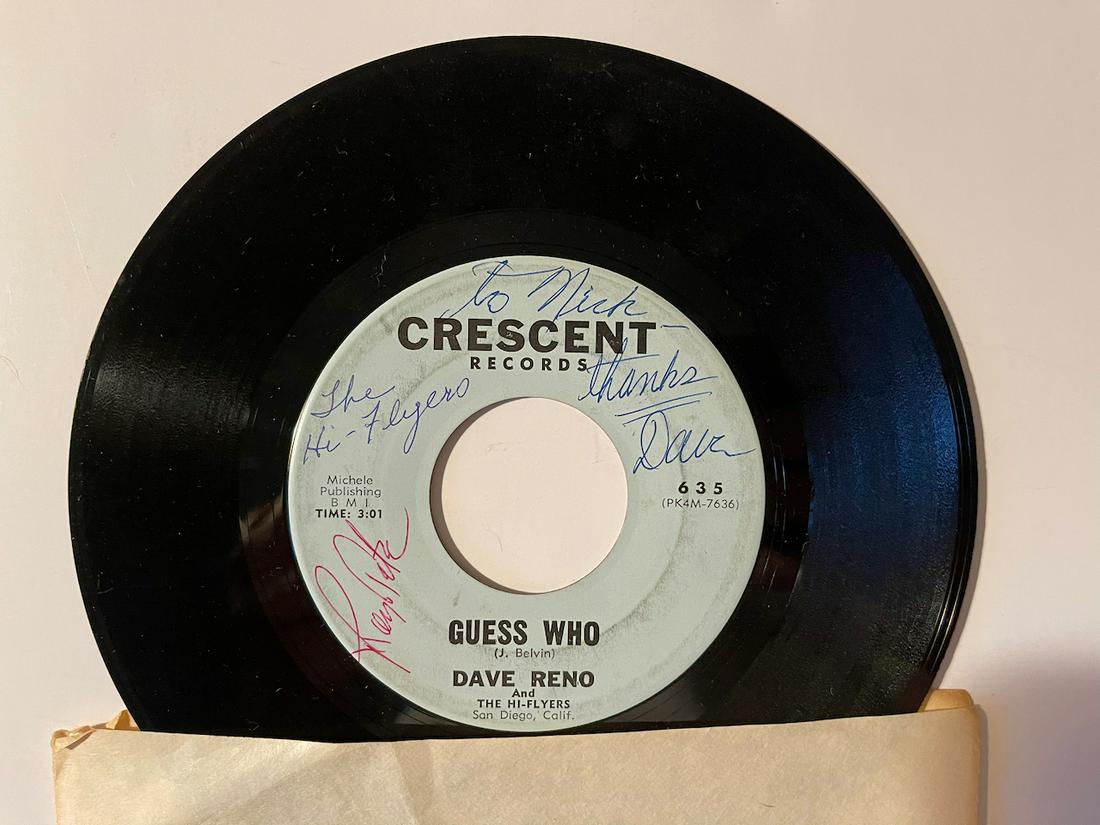 to Nick -
CRESCENT
RECORDS
thanks
Dave
The
Hi-Flyers
Michele
Publishing
B M I
TIME: 3:01
635
(PK4M-7636)
GUESS WHO
(J. Belvin)
DAVE RENO
And
THE HI-FLYERS
San Diego, Calif.